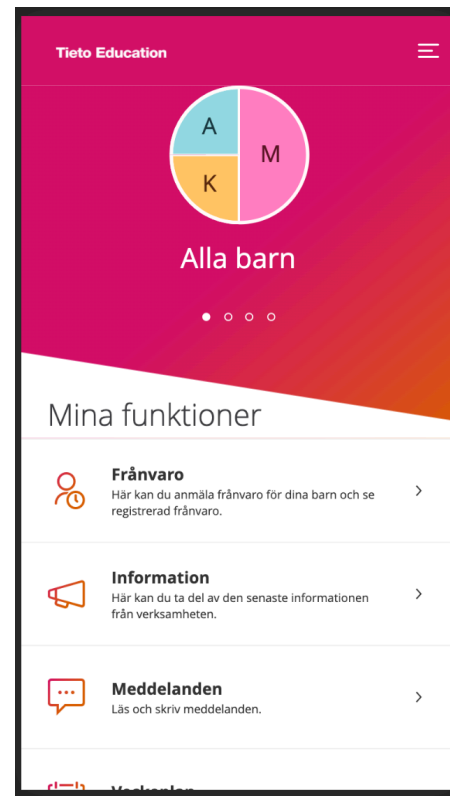 Tieto Education
A
M
K
Alla barn
Mina funktioner
Frånvaro
Här kan du anmäla frånvaro för dina barn och se
registrerad frånvaro.
Information
Här kan du ta del av den senaste informationen
från verksamheten.
Meddelanden
Läs och skriv meddelanden.